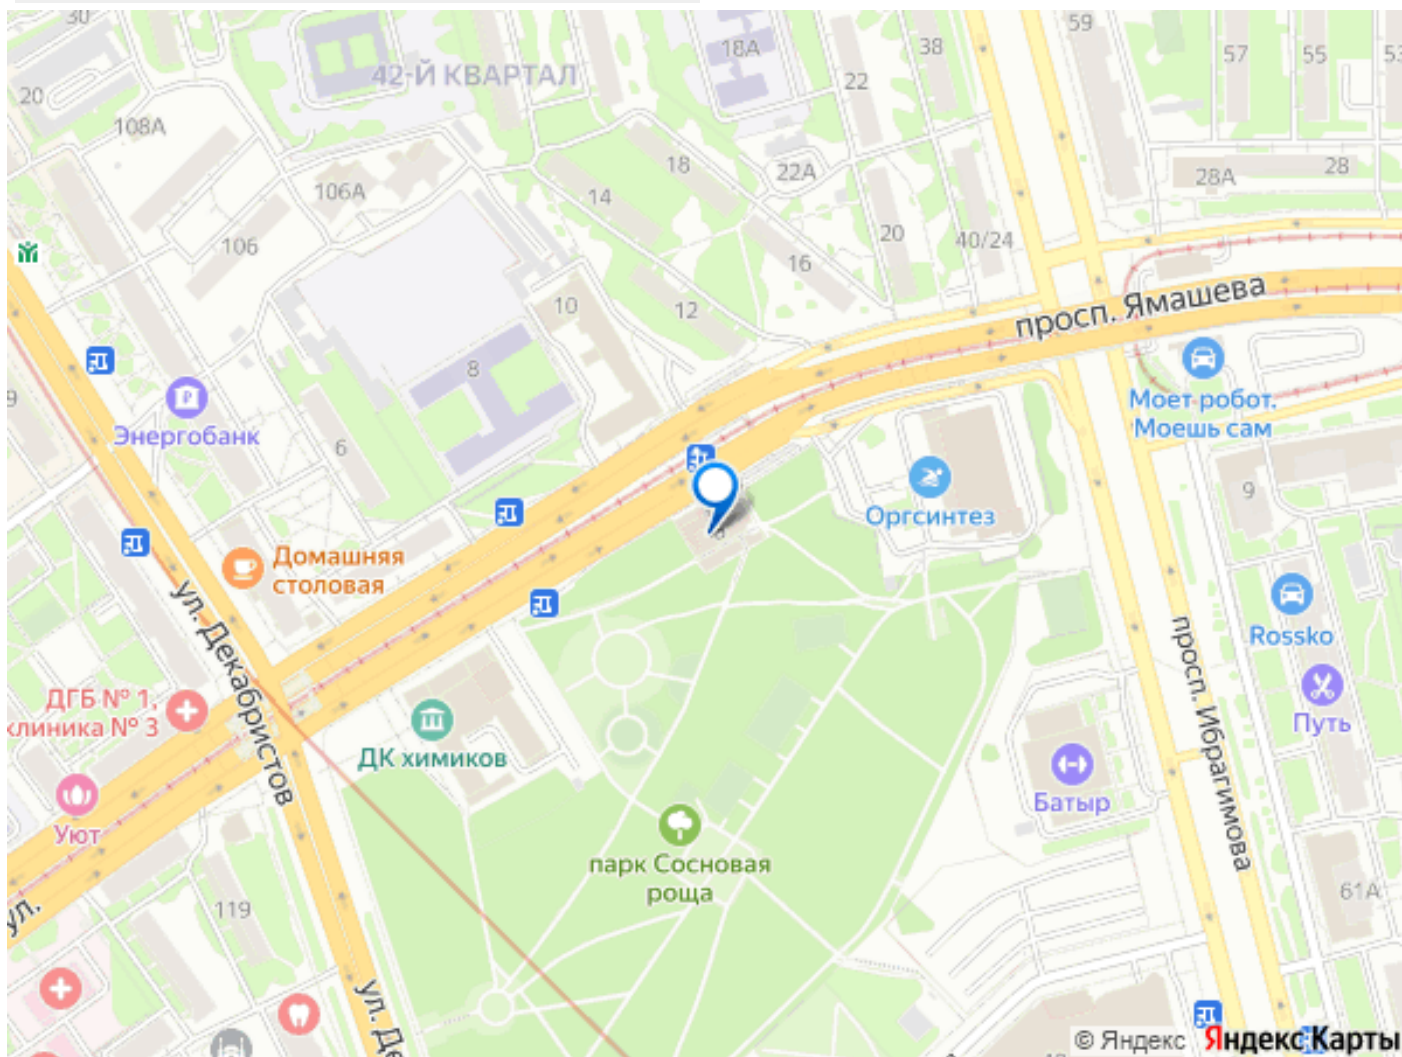 30
18А
38
59
57
55
53
42-Й КВАРТАЛ
22
20
108А
18
22А
28А
28
106А
14
106
20
40/24
16
10
12
просп. Ямашева
8
9
Энергобанк
6
Моет робот.
Моешь сам
9
Оргсинтез
Домашняя
столовая
ул. Декабристов
Rossko
просп. Ибрагимова
ДГБ № 1,
клиника № 3
Путь
ДК химиков
Батыр
Уют
парк Сосновая
роща
61А
119
ул.
ул. Де
© Яндекс Яндекс Карты